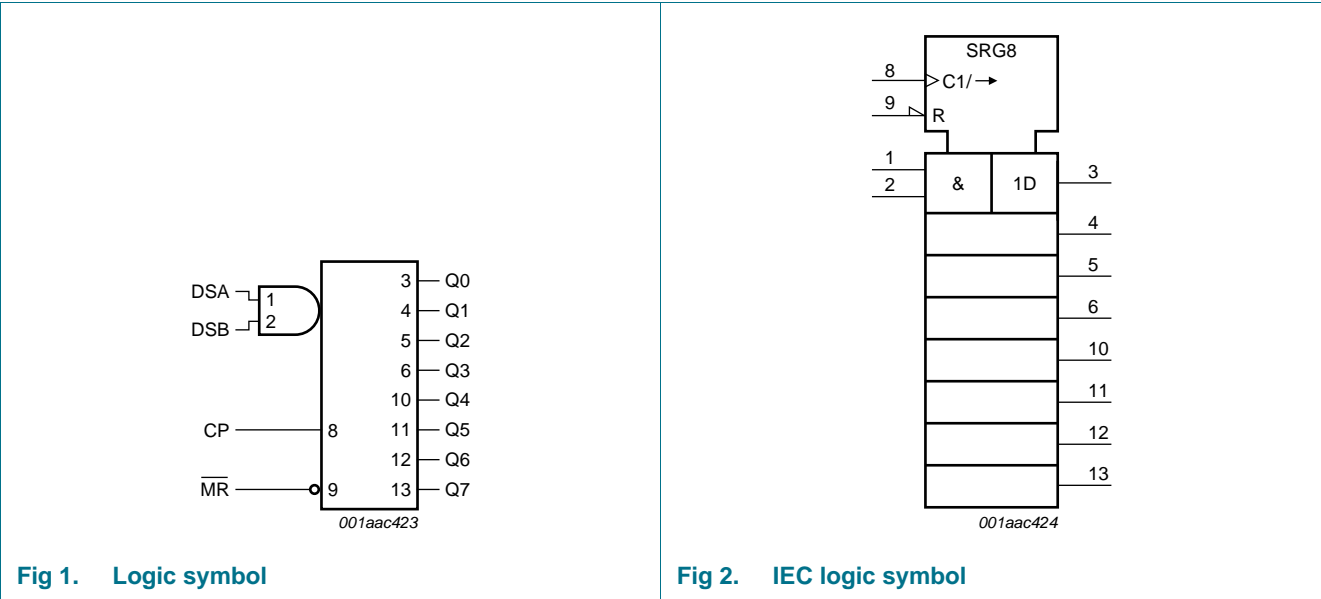 DSA
DSB
1
2
CP
8
MR
9
3 Q0
4 Q1
5 Q2
6 Q3
10 Q4
11 Q5
12 Q6
13 Q7
001aac423
Fig 1. Logic symbol
SRG8
8
C1/→
9
R
1
2
&
1D
3
4
5
6
10
11
12
13
001aac424
Fig 2. IEC logic symbol